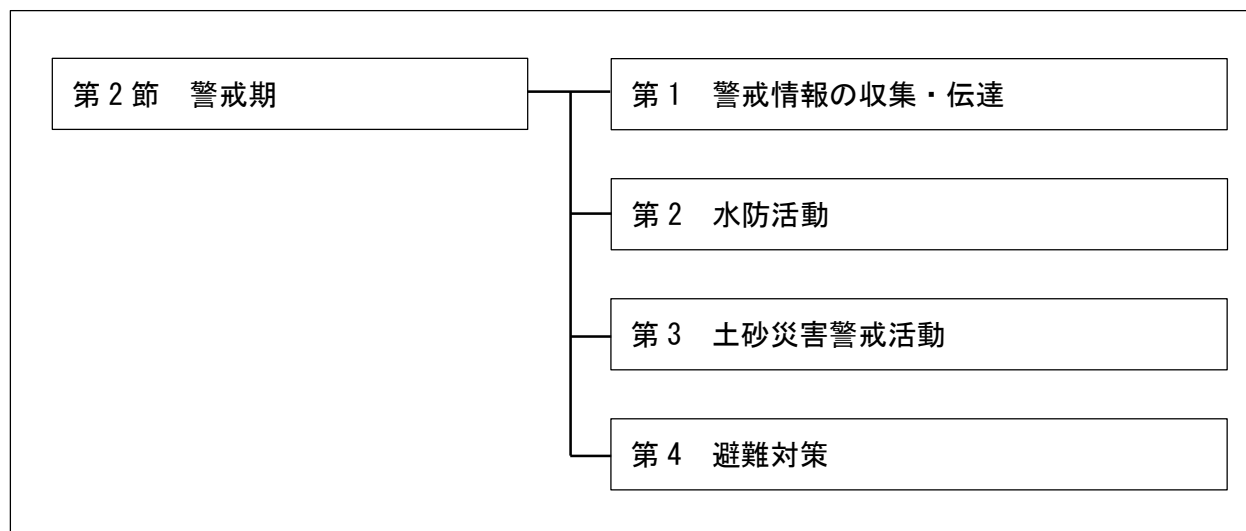 第２節　警戒期
第１　警戒情報の収集・伝達
第２　水防活動
第３　土砂災害警戒活動
第４　避難対策